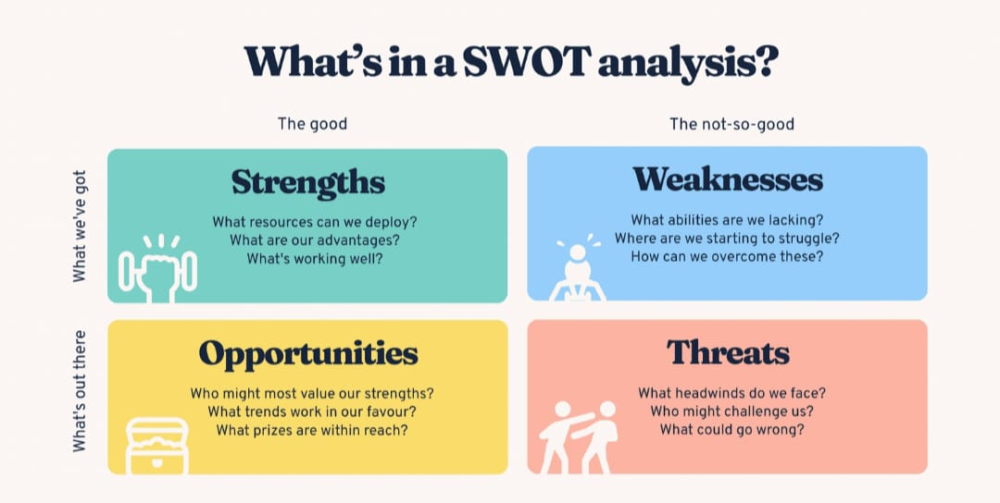 What's in a SWOT analysis?
The good
The not-so-good
What we've got
Strengths
What resources can we deploy?
What are our advantages?
What's working well?
Weaknesses
What abilities are we lacking?
Where are we starting to struggle?
How can we overcome these?
What's out there
Opportunities
Who might most value our strengths?
What trends work in our favour?
What prizes are within reach?
Threats
What headwinds do we face?
Who might challenge us?
What could go wrong?